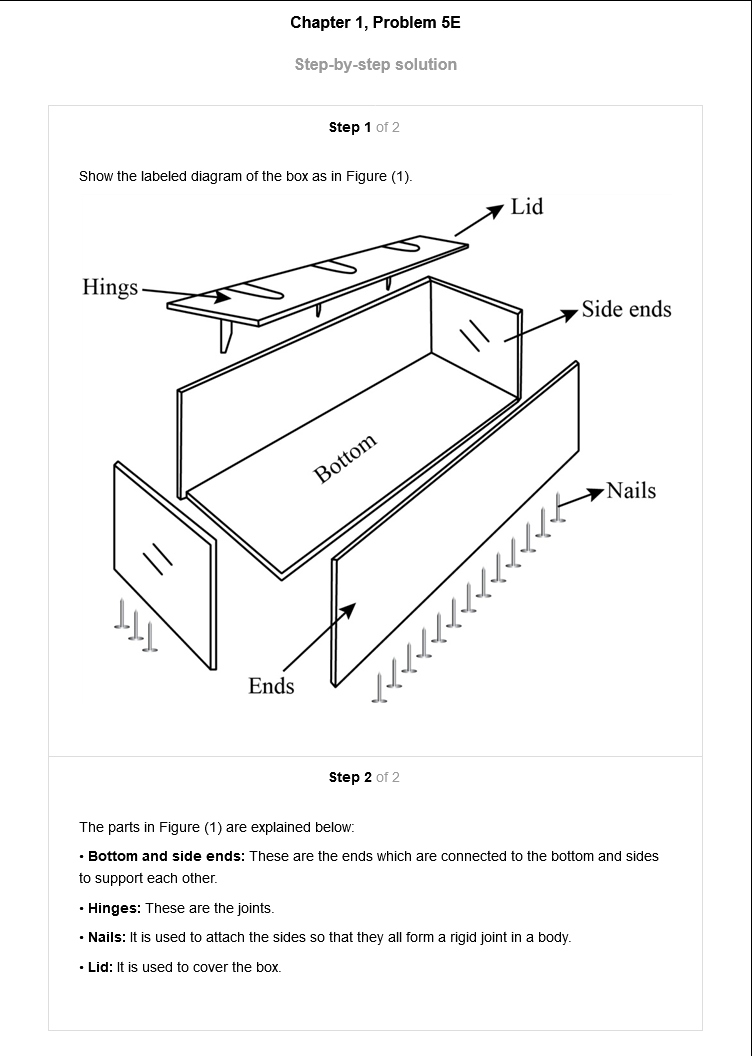 Chapter 1, Problem 5E
Step-by-step solution
Step 1 of 2
Show the labeled diagram of the box as in Figure (1).
Lid
Hings
Side ends
Bottom
Nails
Ends
Step 2 of 2
The parts in Figure (1) are explained below:
• Bottom and side ends: These are the ends which are connected to the bottom and sides
to support each other.
• Hinges: These are the joints.
• Nails: It is used to attach the sides so that they all form a rigid joint in a body.
• Lid: It is used to cover the box.